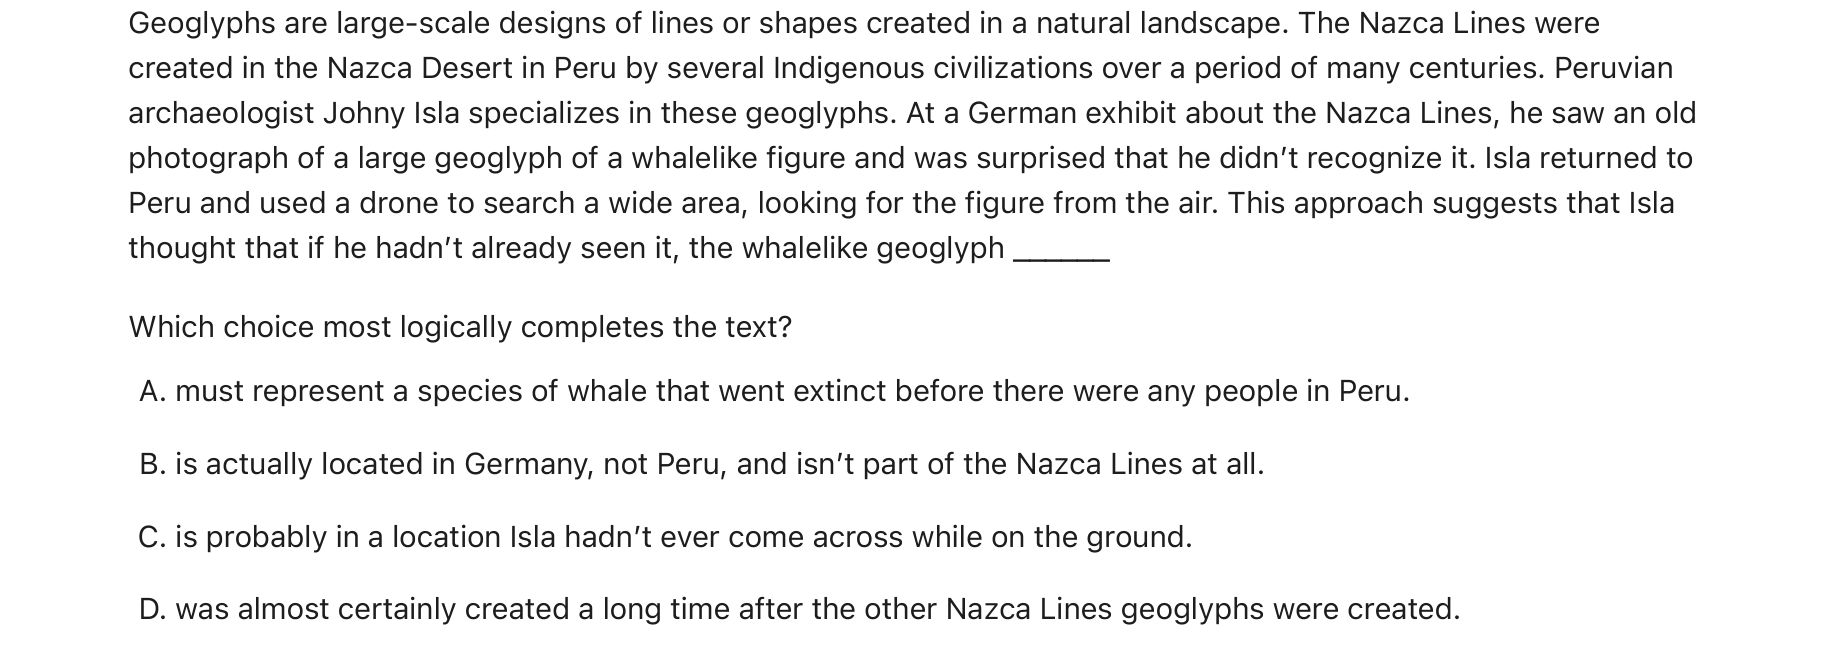 Geoglyphs are large-scale designs of lines or shapes created in a natural landscape. The Nazca Lines were
created in the Nazca Desert in Peru by several Indigenous civilizations over a period of many centuries. Peruvian
archaeologist Johny Isla specializes in these geoglyphs. At a German exhibit about the Nazca Lines, he saw an old
photograph of a large geoglyph of a whalelike figure and was surprised that he didn’t recognize it. Isla returned to
Peru and used a drone to search a wide area, looking for the figure from the air. This approach suggests that Isla
thought that if he hadn’t already seen it, the whalelike geoglyph ______
Which choice most logically completes the text?
A. must represent a species of whale that went extinct before there were any people in Peru.
B. is actually located in Germany, not Peru, and isn’t part of the Nazca Lines at all.
C. is probably in a location Isla hadn’t ever come across while on the ground.
D. was almost certainly created a long time after the other Nazca Lines geoglyphs were created.